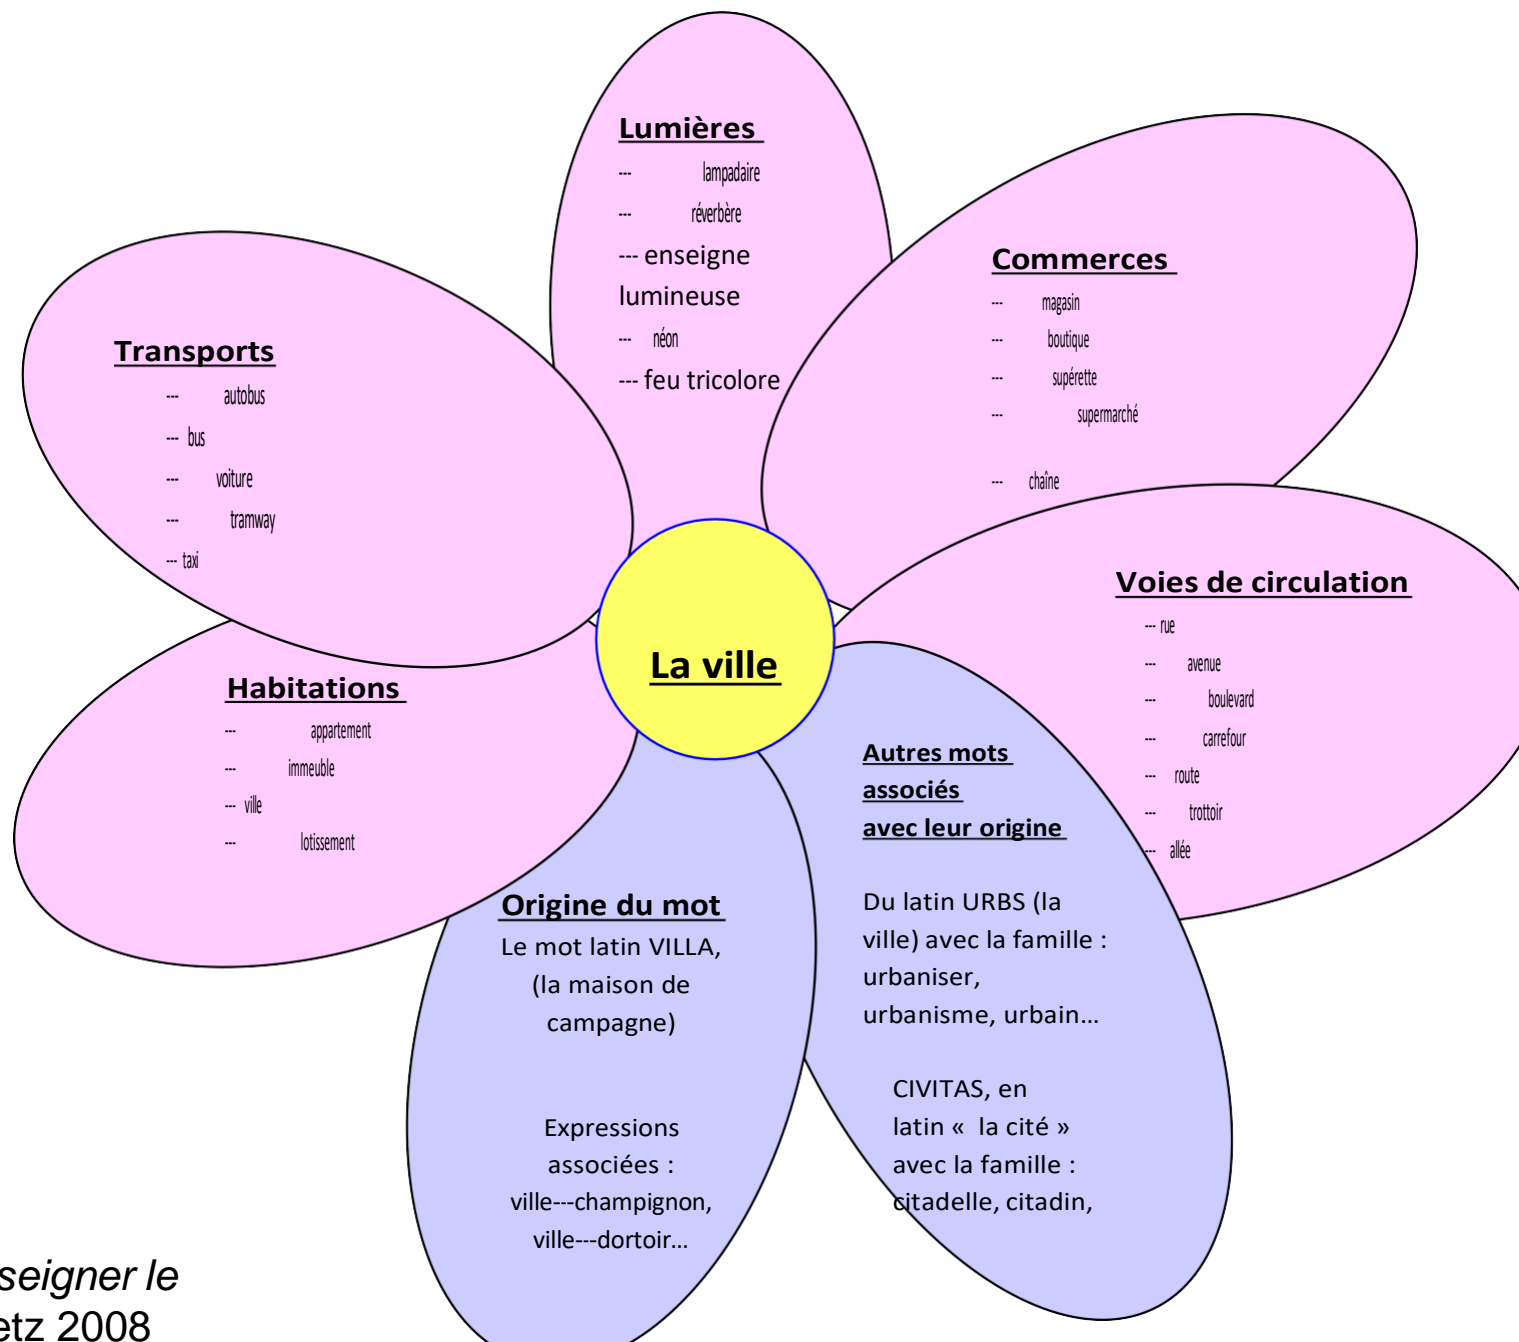 Lumières
--- lampadaire
--- réverbère
--- enseigne
lumineuse
--- néon
--- feu tricolore
Commerces
--- magasin
--- boutique
--- supérette
--- supermarché
--- chaîne
Transports
--- autobus
--- bus
--- voiture
--- tramway
--- taxi
Voies de circulation
--- rue
--- avenue
--- boulevard
--- carrefour
--- route
--- trottoir
--- allée
La ville
Habitations
--- appartement
--- immeuble
--- ville
--- lotissement
Autres mots
associés
avec leur origine
Du latin URBS (la
ville) avec la famille :
urbaniser,
urbanisme, urbain...
CIVITAS, en
latin « la cité »
avec la famille :
citadelle, citadin,
Origine du mot
Le mot latin VILLA,
(la maison de
campagne)
Expressions
associées :
ville---champignon,
ville---dortoir...
seigner le
etz 2008